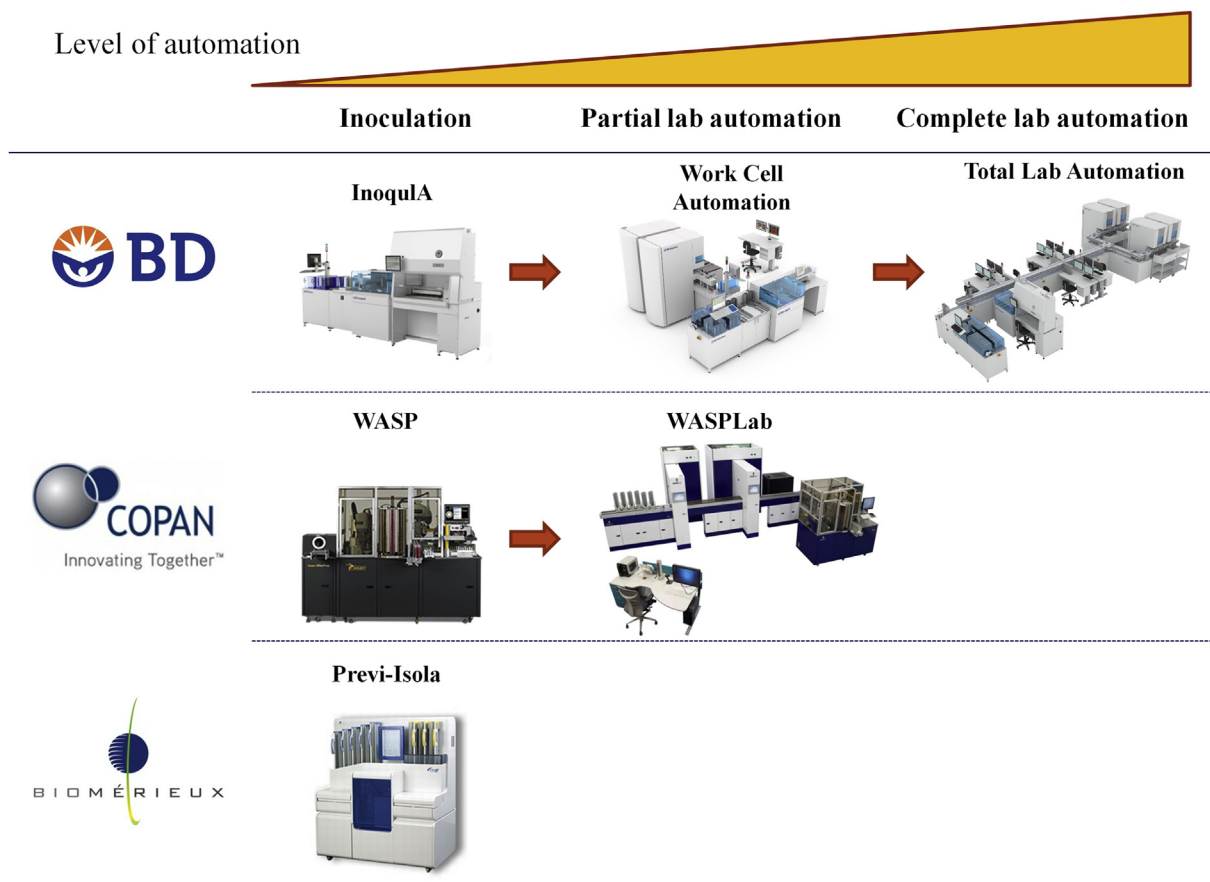 Level of automation
Inoculation
Partial lab automation
Complete lab automation
BD
InoqulA
Work Cell
Automation
Total Lab Automation
COPAN
Innovating Together™
WASP
WASPLab
BIOMÉRIEUX
Previ-Isola